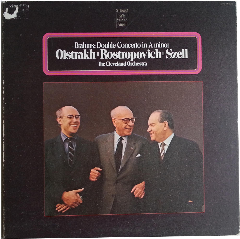 Brahms: Double Concerto in A minor
Oistrakh · Rostropovich · Szell
The Cleveland Orchestra